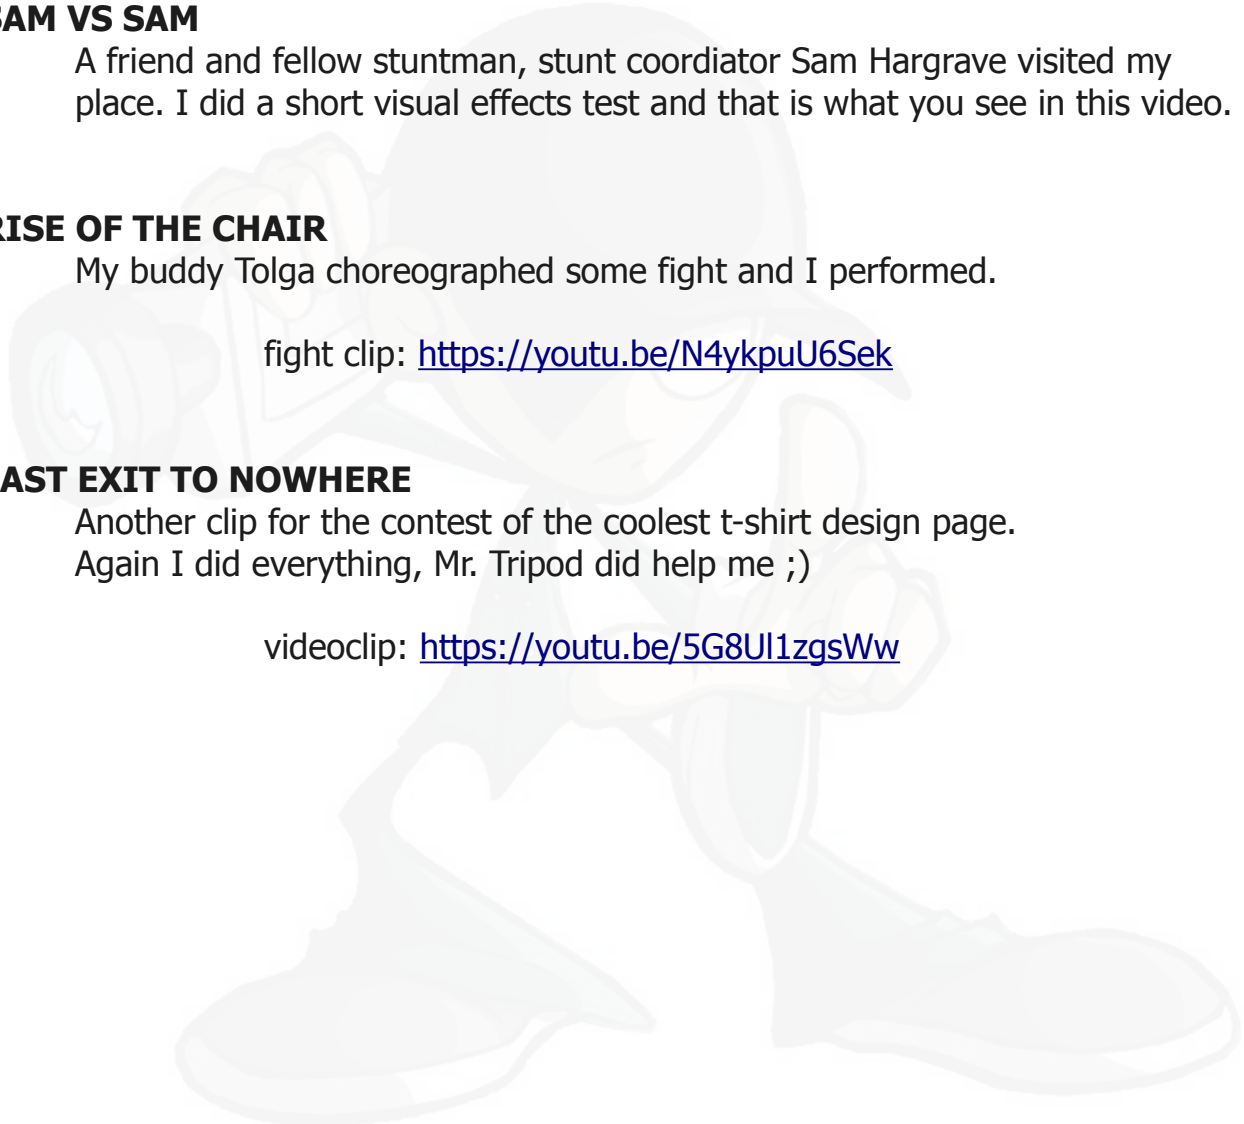 SAM VS SAM
A friend and fellow stuntman, stunt coordiator Sam Hargrave visited my
place. I did a short visual effects test and that is what you see in this video.
RISE OF THE CHAIR
My buddy Tolga choreographed some fight and I performed.
fight clip: https://youtu.be/N4ykpuU6Sek
AST EXIT TO NOWHERE
Another clip for the contest of the coolest t-shirt design page.
Again I did everything, Mr. Tripod did help me ;)
videoclip: https://youtu.be/5G8Ul1zgsWw